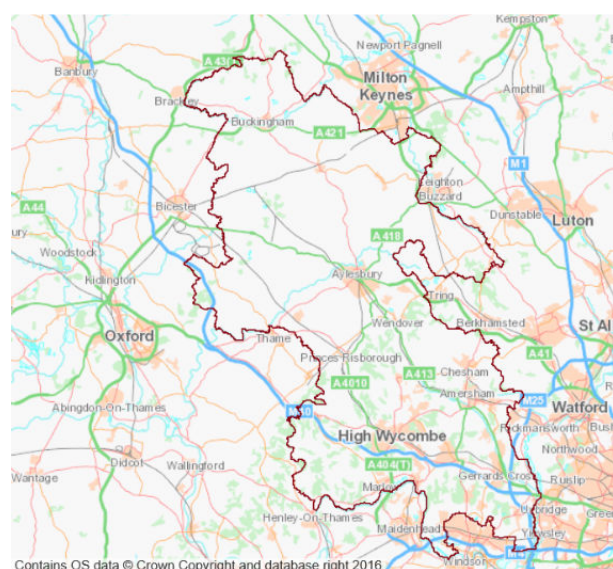 Kempston
Newport Pagnell
A43(
Banbury
Milton
Keynes
Ampthill
Brackley
Buckingham
A421
M1
Leighton
Buzzard
Bicester
Dunstable
Luton
A44
A418
Woodstock
Aylesbury
Tring
Kidlington
Wendover
Berkhamsted
St Al
Oxford
Thame
Princes Risborough
A41
A413
Chesham
A4010
Abingdon-On-Thames
Amersham
M25
Watford
Rickmansworth
High Wycombe
Northwood
Didcot
Wallingford
A404(T)
Gerrards Cross
Ruislip
Wantage
Marlow
Uxbridge
Henley-On-Thames
Yiewsley
Maidenhead
Windsor
Contains OS data © Crown Copyright and database right 2016